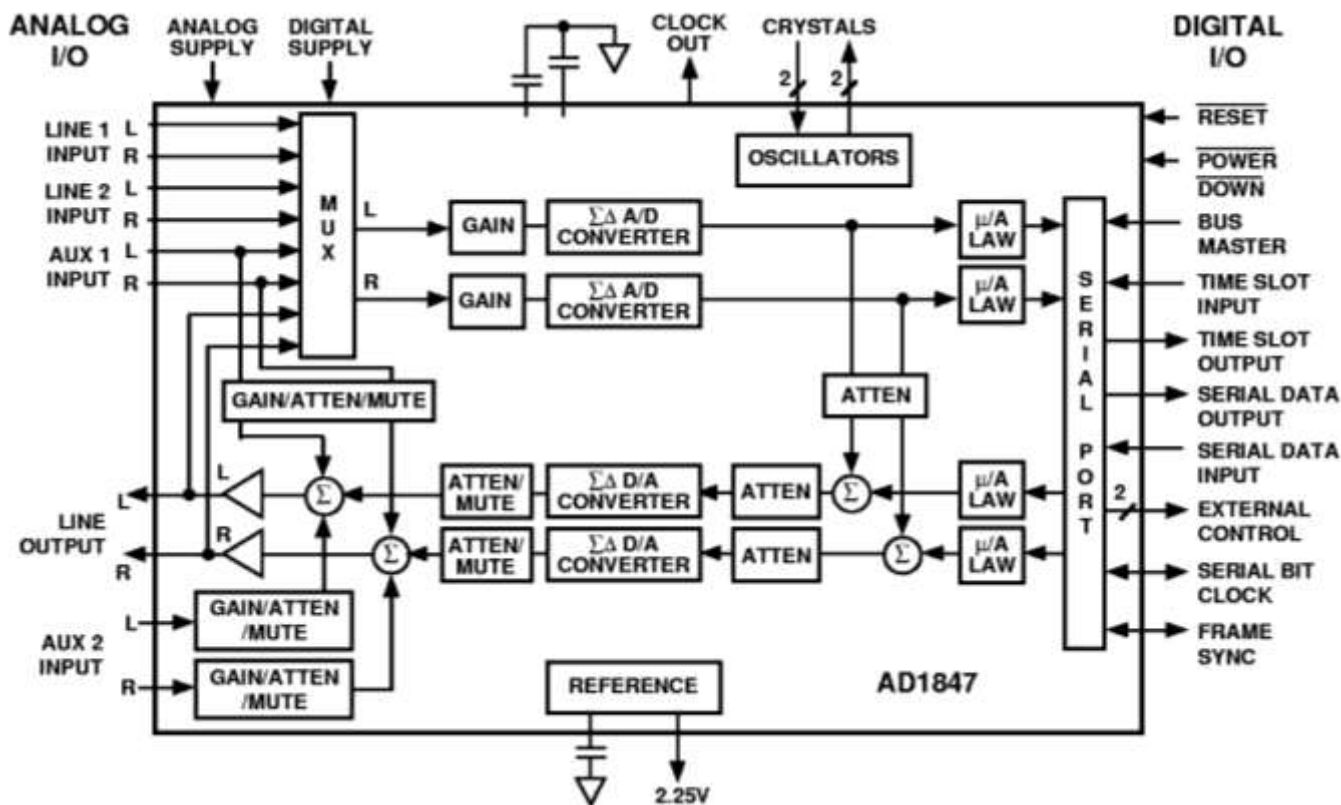 ANALOG
I/O
ANALOG
SUPPLY
DIGITAL
SUPPLY
CLOCK
OUT
CRYSTALS
DIGITAL
I/O
2
2
LINE 1
INPUT
L
R
LINE 2
INPUT
L
R
AUX 1
INPUT
L
R
M
U
X
L
R
OSCILLATORS
GAIN
ΣΔ A/D
CONVERTER
μ/A
LAW
GAIN
ΣΔ A/D
CONVERTER
μ/A
LAW
GAIN/ATTEN/MUTE
ATTEN
S
E
R
I
A
L
P
O
R
T
RESET
POWER
DOWN
BUS
MASTER
TIME SLOT
INPUT
TIME SLOT
OUTPUT
SERIAL DATA
OUTPUT
SERIAL DATA
INPUT
2
EXTERNAL
CONTROL
SERIAL BIT
CLOCK
FRAME
SYNC
L
LINE
OUTPUT
R
L
Σ
ATTEN/
MUTE
ΣΔ D/A
CONVERTER
ATTEN
Σ
μ/A
LAW
R
Σ
ATTEN/
MUTE
ΣΔ D/A
CONVERTER
ATTEN
Σ
μ/A
LAW
AUX 2
INPUT
L
R
GAIN/ATTEN
/MUTE
GAIN/ATTEN
/MUTE
REFERENCE
AD1847
2.25V